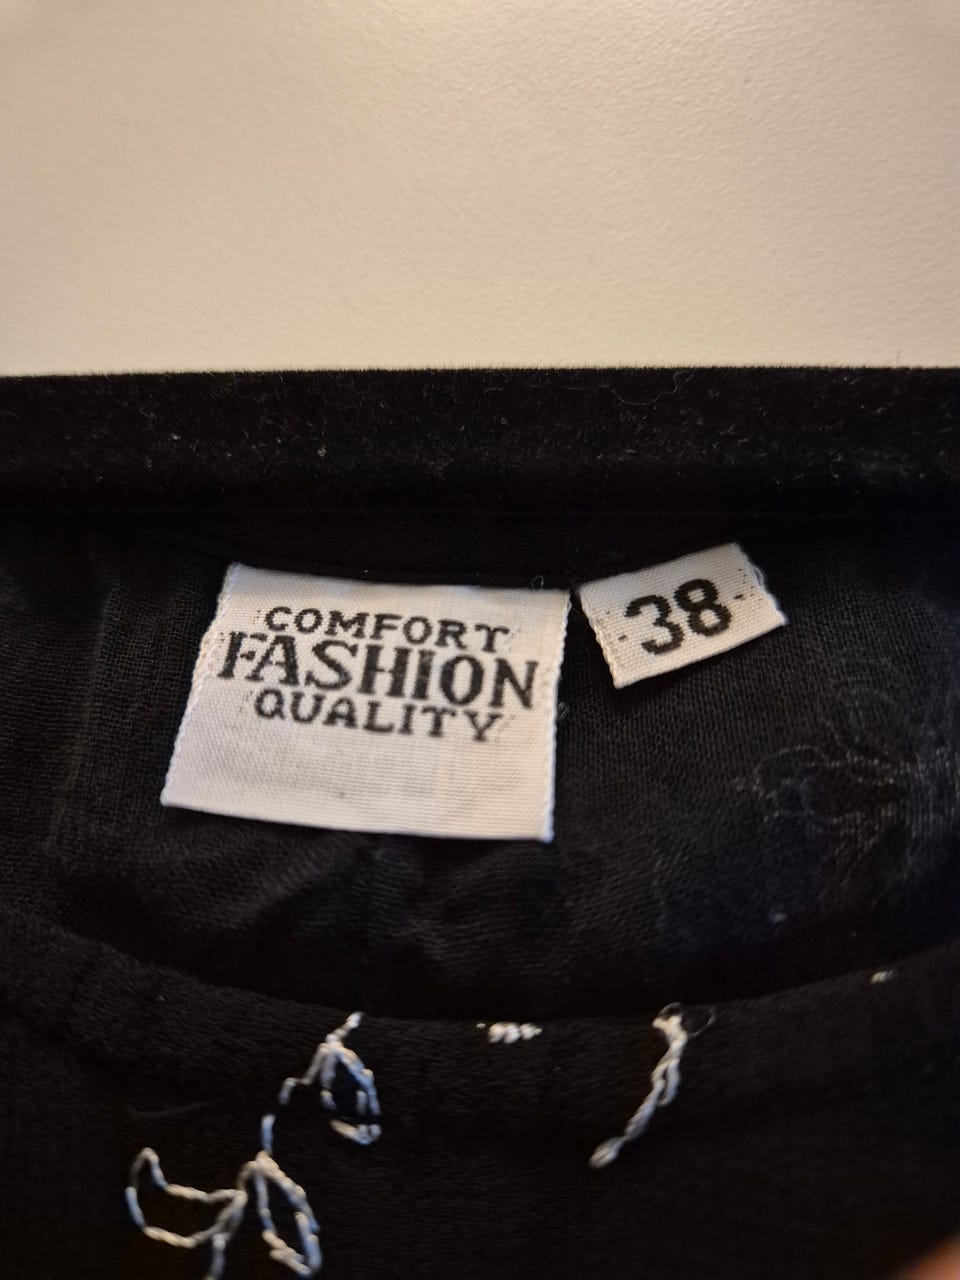 COMFORT
FASHION
QUALITY
-38-